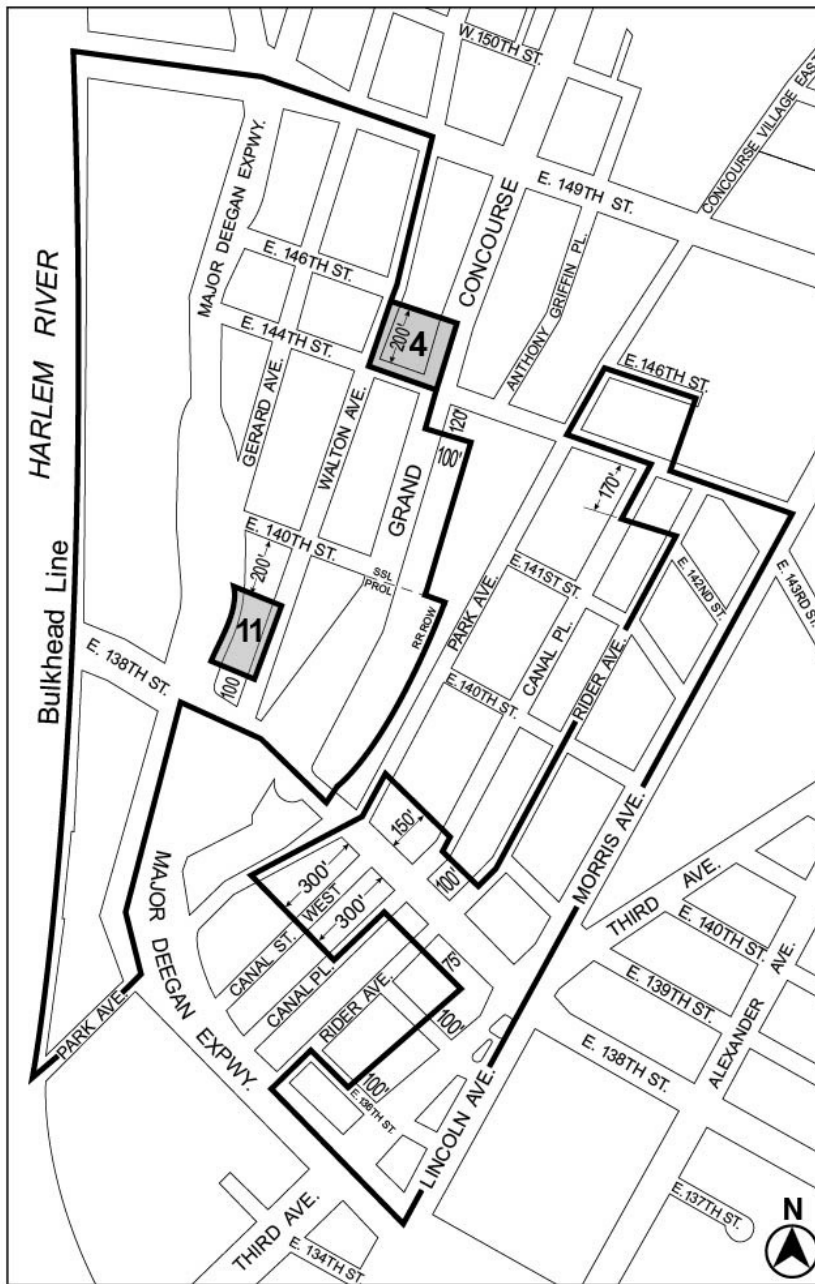 W.150TH ST.
CONCOURSE VILLAGE EAST
MAJOR DEEGAN EXPWY.
CONCOURSE
E. 149TH ST.
HARLEM RIVER
Bulkhead Line
E. 146TH ST.
ANTHONY GRIFFIN PL.
200'
4
E. 144TH ST.
E.146TH ST.
GERARD AVE.
WALTON AVE.
GRAND
120'
100'
170'
E. 140TH ST.
SSL
PROL
200'
11
100'
RR ROW
PARK AVE.
E.141ST ST.
CANAL PL.
E. 142ND ST.
E. 143RD ST.
E. 138TH ST.
E.140TH ST.
RIDER AVE.
MORRIS AVE.
150'
100'
300'
300'
CANAL ST. WEST
THIRD AVE.
E. 140TH ST.
E. 139TH ST.
ALEXANDER AVE.
MAJOR DEEGAN EXPWY.
CANAL PL.
RIDER AVE.
75'
100'
E. 138TH ST.
PARK AVE.
100'
E.136TH ST.
LINCOLN AVE.
THIRD AVE.
E. 134TH ST.
E.137TH ST.
N